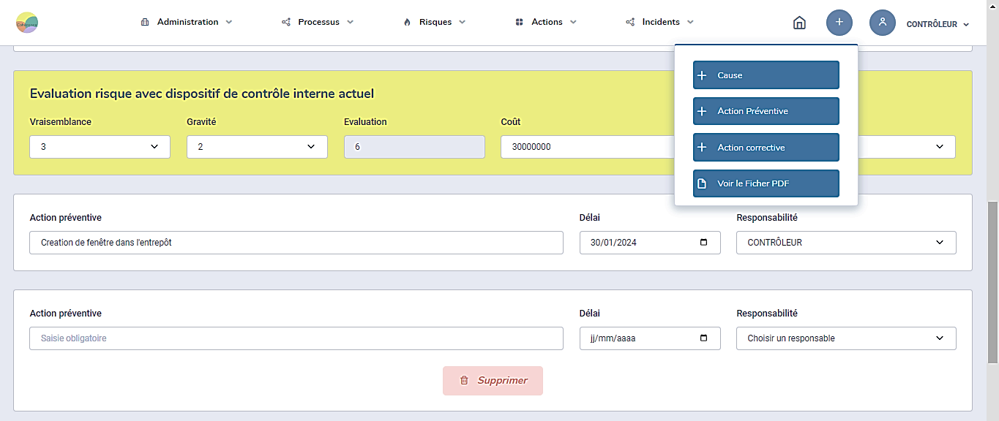 Cohérence
Administration
Processus
Risques
Actions
Incidents
CONTRÔLEUR
Cause
Action Préventive
Action corrective
Voir le Ficher PDF
Evaluation risque avec dispositif de contrôle interne actuel
Vraisemblance Gravité Evaluation Coût
3 2 6 30000000
Action préventive Délai Responsabilité
Creation de fenêtre dans l'entrepôt 30/01/2024 CONTRÔLEUR
Action préventive Délai Responsabilité
Saisie obligatoire jj/mm/aaaa Choisir un responsable
Supprimer